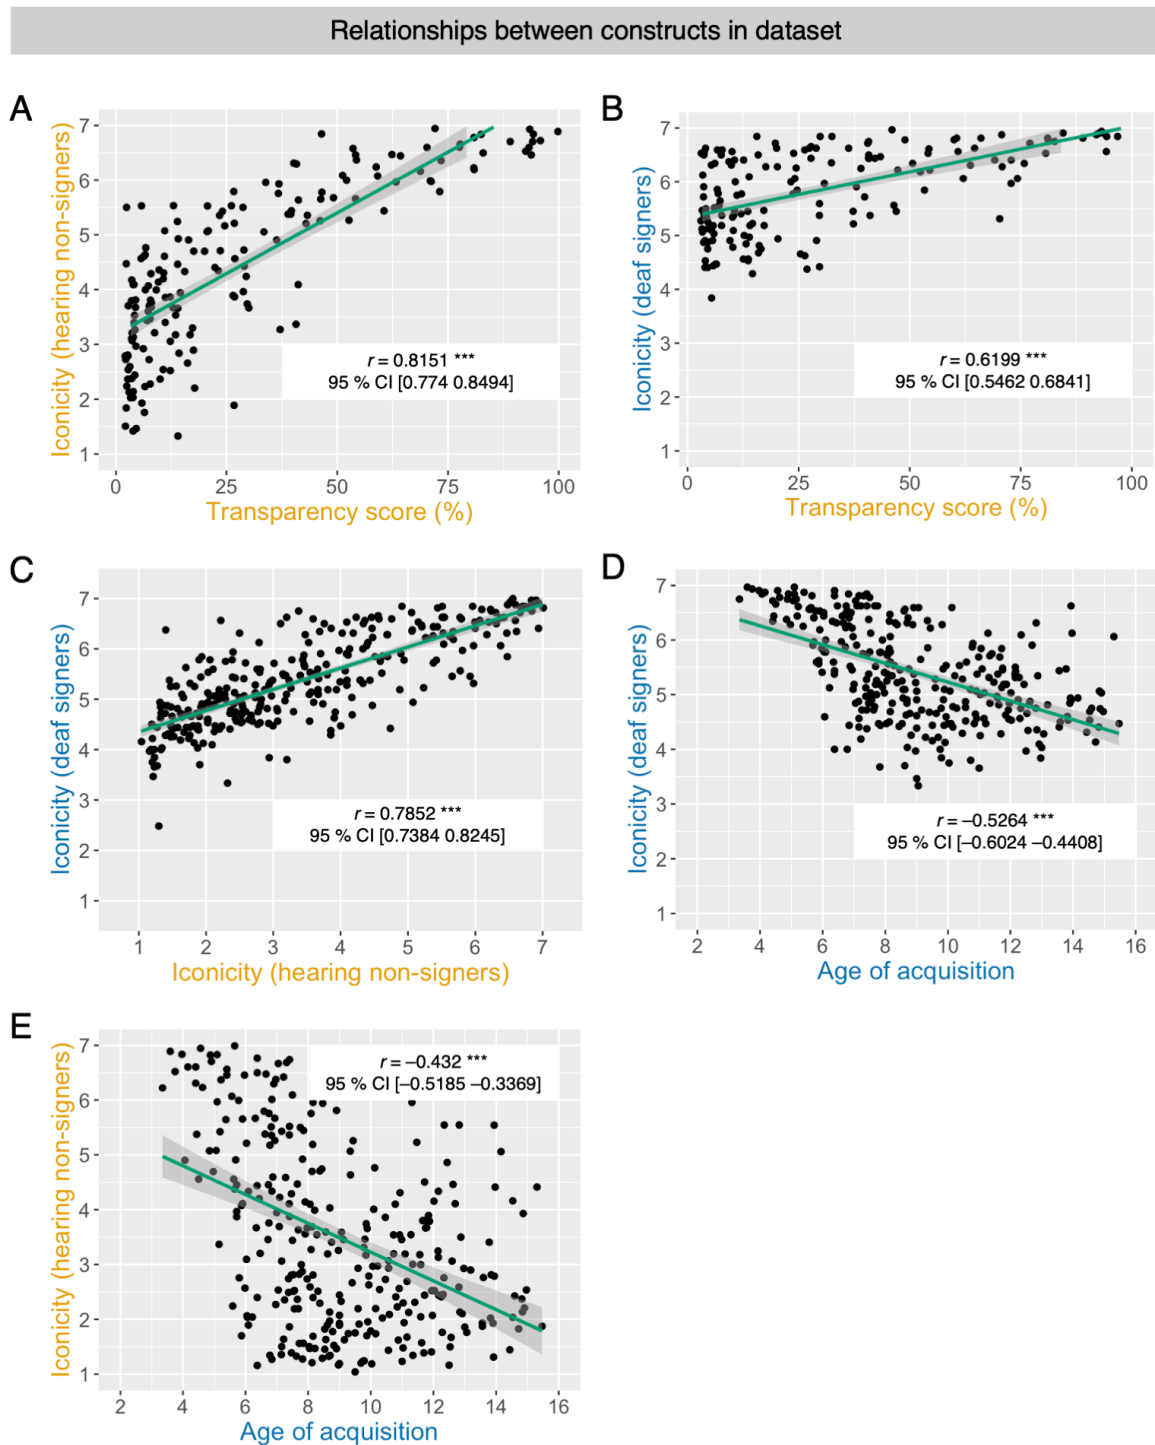 Relationships between constructs in dataset
A
Iconicity (hearing non-signers)
7
6
5
4
3
2
1
r = 0.8151 ***
95 % CI [0.774 0.8494]
0 25 50 75 100
Transparency score (%)
B
Iconicity (deaf signers)
7
6
5
4
3
2
1
r = 0.6199 ***
95 % CI [0.5462 0.6841]
0 25 50 75 100
Transparency score (%)
C
Iconicity (deaf signers)
7
6
5
4
3
2
1
r = 0.7852 ***
95 % CI [0.7384 0.8245]
1 2 3 4 5 6 7
Iconicity (hearing non-signers)
D
Iconicity (deaf signers)
7
6
5
4
3
2
1
r = –0.5264 ***
95 % CI [–0.6024 –0.4408]
2 4 6 8 10 12 14 16
Age of acquisition
E
Iconicity (hearing non-signers)
7
6
5
4
3
2
1
r = –0.432 ***
95 % CI [–0.5185 –0.3369]
2 4 6 8 10 12 14 16
Age of acquisition